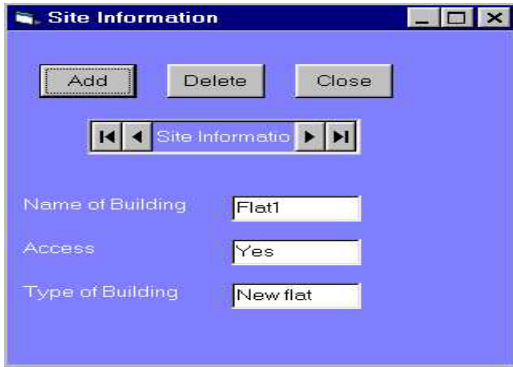 Site Information
Add Delete Close
Site Informatio
Name of Building Flat1
Access Yes
Type of Building New flat